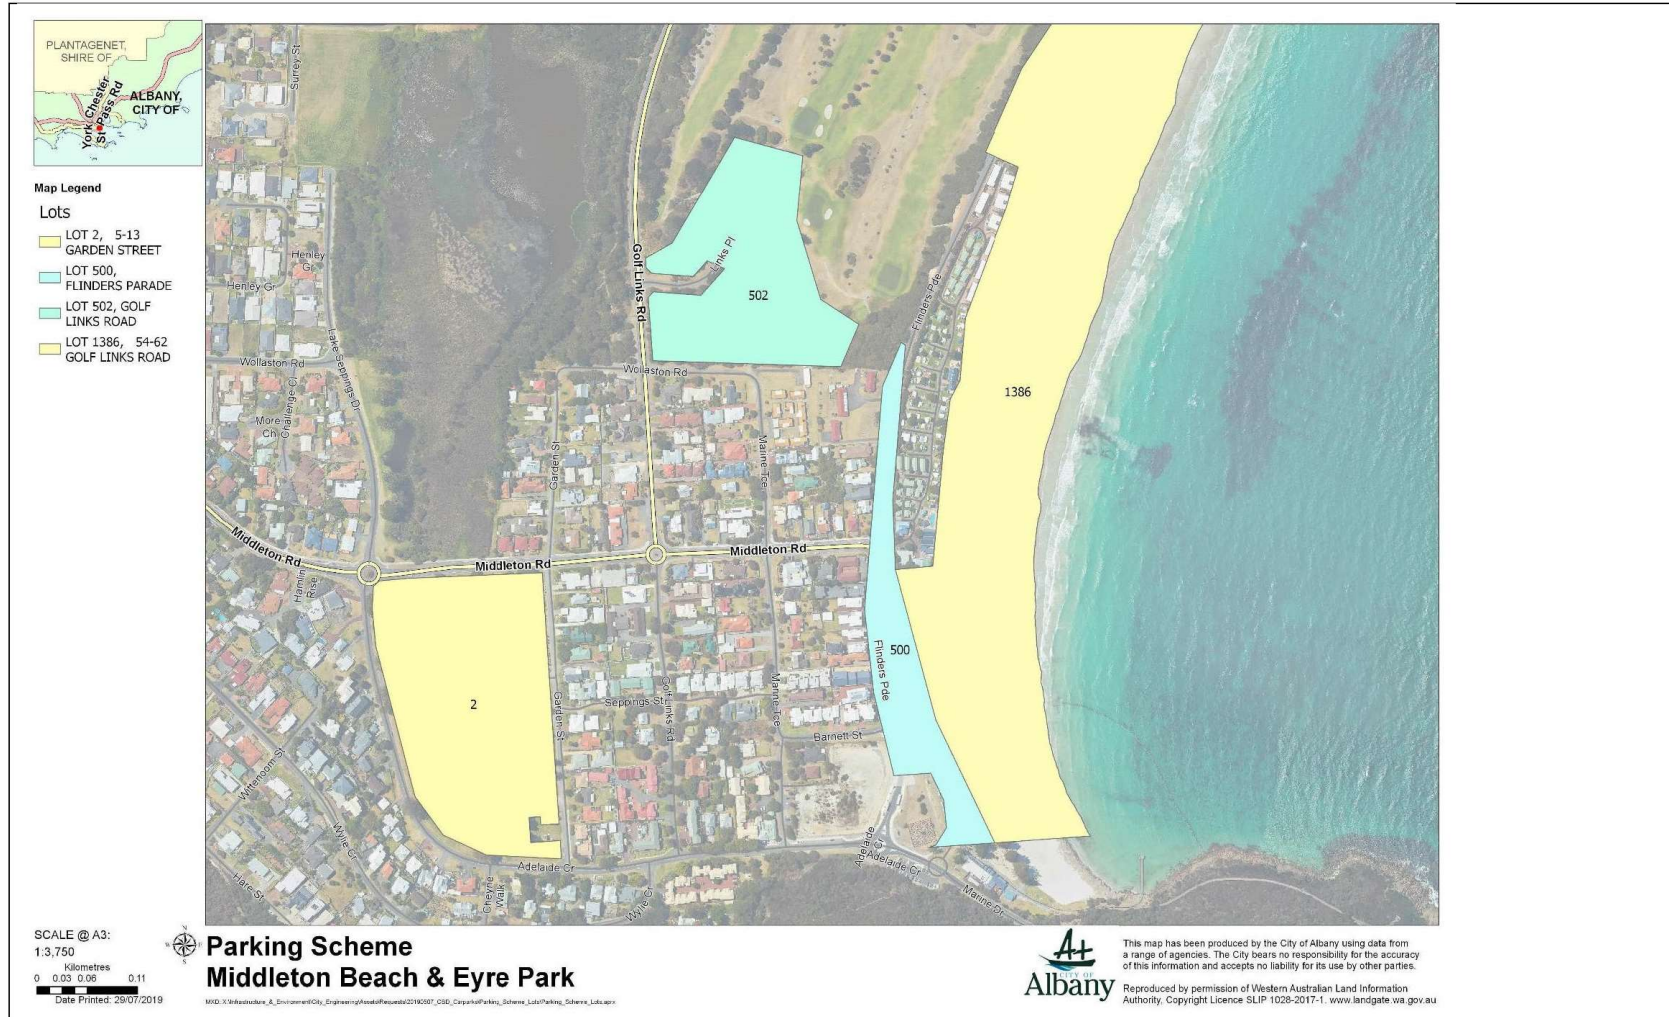 PLANTAGENET,
SHIRE OF
York Chester
St Pass Rd
ALBANY,
CITY OF
Map Legend
Lots
LOT 2, 5-13
GARDEN STREET
LOT 500,
FLINDERS PARADE
LOT 502, GOLF
LINKS ROAD
LOT 1386, 54-62
GOLF LINKS ROAD
Surrey St
Henley
Gr
Henley Gr
Lake Seppings Dr
Wollaston Rd
Challenge Cl
More
Ch
Golf Links Rd
Links Pl
502
Flinders Pde
1386
Wollaston Rd
Garden St
Marine Tce
Middleton Rd
Middleton Rd
Middleton Rd
Hamlin
Rise
2
Garden St
Seppings St
Golf Links Rd
Marine Tce
Flinders Pde
500
Barnett St
Wittenoom St
Wylie Cr
Hare St
Adelaide Cr
Cheyne
Walk
Wylie Cr
Adelaide
Cr
Adelaide Cr
Marine Dr
SCALE @ A3:
1:3,750
Kilometres
0 0.03 0.06 0.11
Date Printed: 29/07/2019
N
E
S
W
Parking Scheme
Middleton Beach & Eyre Park
CITY OF
Albany
This map has been produced by the City of Albany using data from
a range of agencies. The City bears no responsibility for the accuracy
of this information and accepts no liability for its use by other parties.
Reproduced by permission of Western Australian Land Information
Authority, Copyright Licence SLIP 1028-2017-1. www.landgate.wa.gov.au